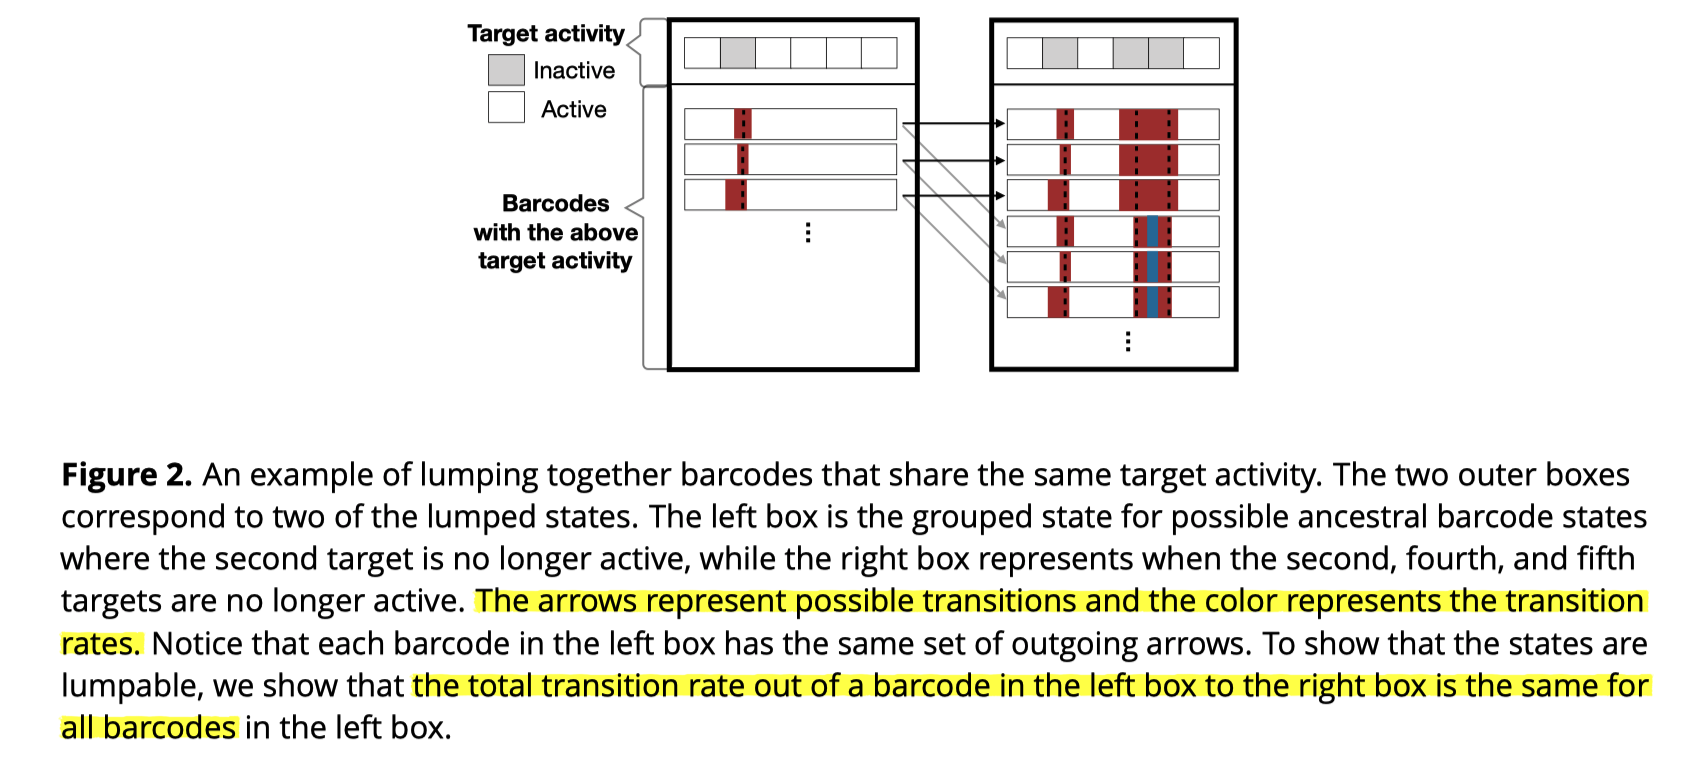 Target activity
Inactive
Active
Barcodes
with the above
target activity
Figure 2. An example of lumping together barcodes that share the same target activity. The two outer boxes
correspond to two of the lumped states. The left box is the grouped state for possible ancestral barcode states
where the second target is no longer active, while the right box represents when the second, fourth, and fifth
targets are no longer active. The arrows represent possible transitions and the color represents the transition
rates. Notice that each barcode in the left box has the same set of outgoing arrows. To show that the states are
lumpable, we show that the total transition rate out of a barcode in the left box to the right box is the same for
all barcodes in the left box.